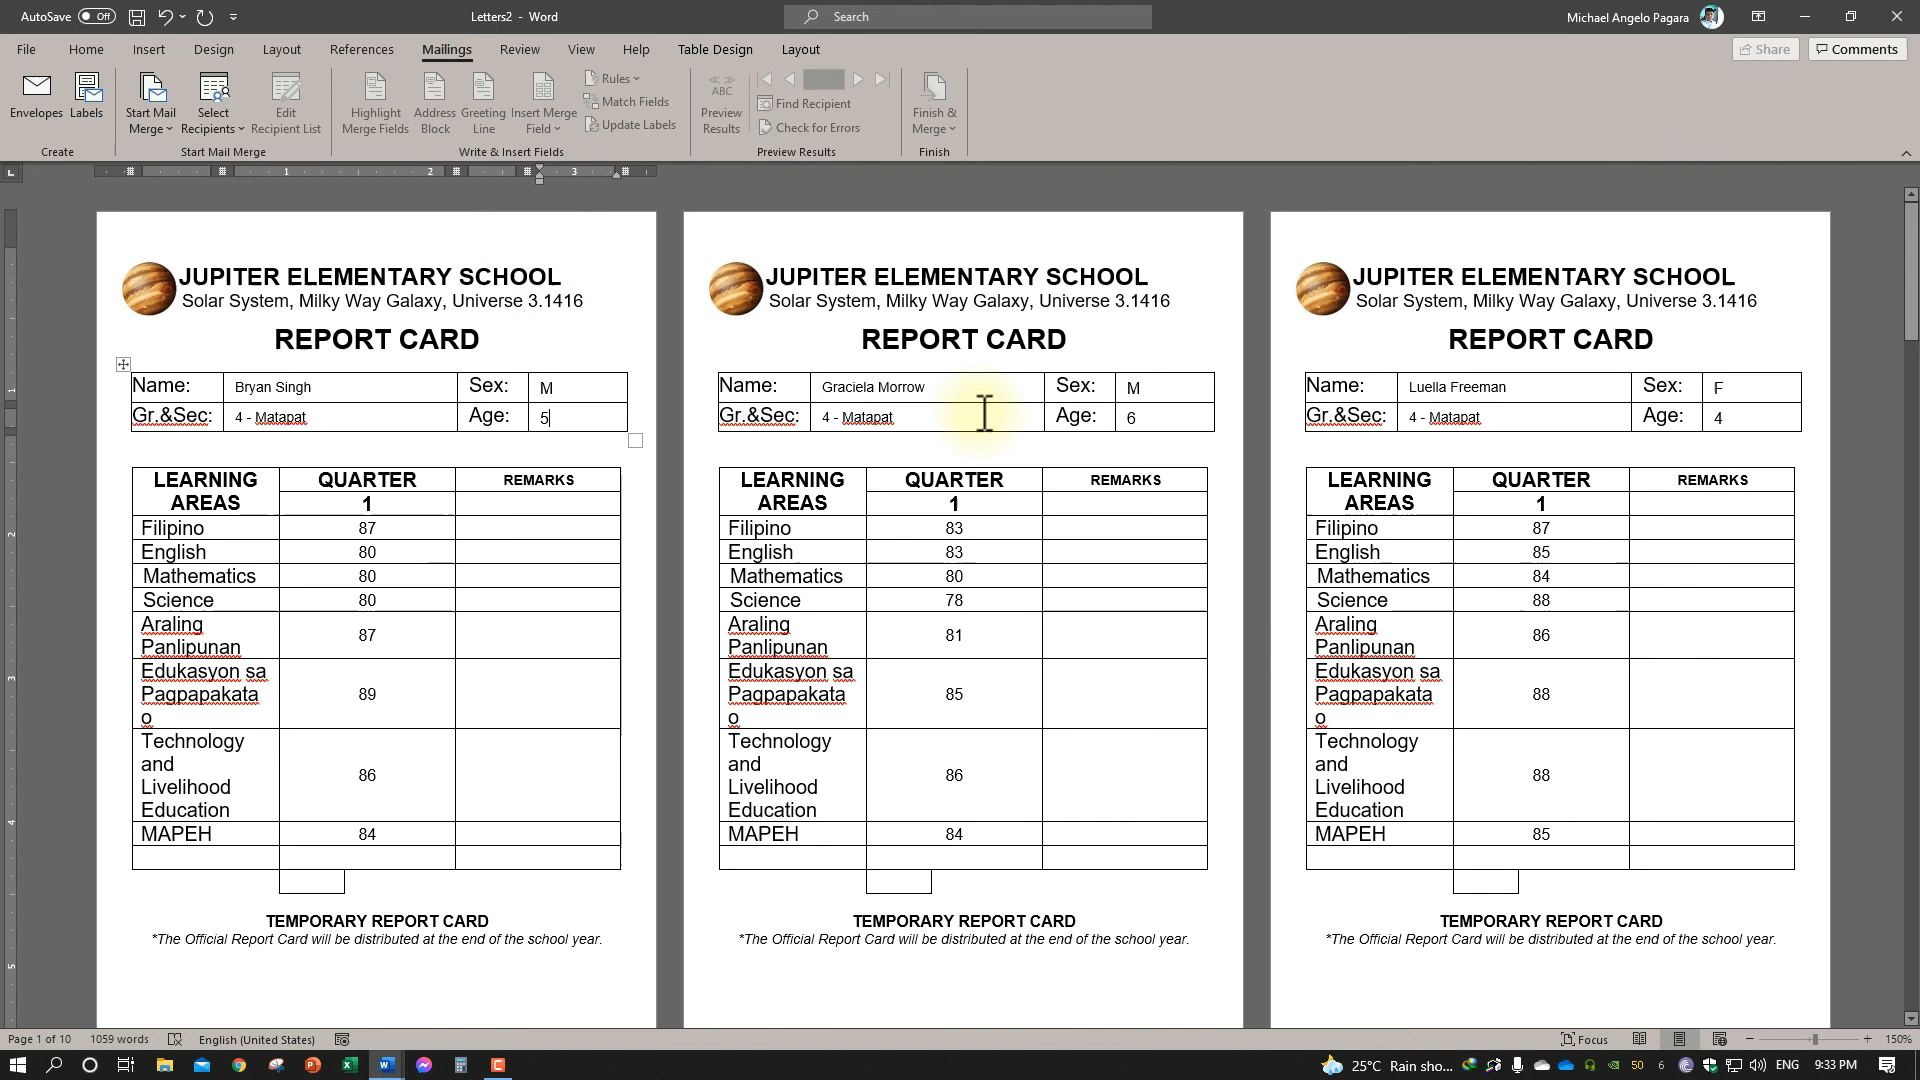 AutoSave Off
Letters2 - Word
Search
Michael Angelo Pagara
File Home Insert Design Layout References Mailings Review View Help Table Design Layout
Share Comments
Envelopes Labels
Start Mail Merge
Select Recipients
Edit Recipient List
Highlight Merge Fields
Address Block
Greeting Line
Insert Merge Field
Rules
Match Fields
Update Labels
ABC
Preview Results
Find Recipient
Check for Errors
Finish & Merge
Create
Start Mail Merge
Write & Insert Fields
Preview Results
Finish
1 2 3
1
2
3
4
5
JUPITER ELEMENTARY SCHOOL
Solar System, Milky Way Galaxy, Universe 3.1416
REPORT CARD
Name: Bryan Singh Sex: M
Gr.&Sec: 4 - Matapat Age: 5
LEARNING AREAS QUARTER REMARKS
1
Filipino 87
English 80
Mathematics 80
Science 80
Araling Panlipunan 87
Edukasyon sa
Pagpapakata 89
o
Technology
and
Livelihood 86
Education
MAPEH 84
TEMPORARY REPORT CARD
*The Official Report Card will be distributed at the end of the school year.
JUPITER ELEMENTARY SCHOOL
Solar System, Milky Way Galaxy, Universe 3.1416
REPORT CARD
Name: Graciela Morrow Sex: M
Gr.&Sec: 4 - Matapat Age: 6
LEARNING AREAS QUARTER REMARKS
1
Filipino 83
English 83
Mathematics 80
Science 78
Araling Panlipunan 81
Edukasyon sa
Pagpapakata 85
o
Technology
and
Livelihood 86
Education
MAPEH 84
TEMPORARY REPORT CARD
*The Official Report Card will be distributed at the end of the school year.
JUPITER ELEMENTARY SCHOOL
Solar System, Milky Way Galaxy, Universe 3.1416
REPORT CARD
Name: Luella Freeman Sex: F
Gr.&Sec: 4 - Matapat Age: 4
LEARNING AREAS QUARTER REMARKS
1
Filipino 87
English 85
Mathematics 84
Science 88
Araling Panlipunan 86
Edukasyon sa
Pagpapakata 88
o
Technology
and
Livelihood 88
Education
MAPEH 85
TEMPORARY REPORT CARD
*The Official Report Card will be distributed at the end of the school year.
Page 1 of 10 1059 words English (United States)
Focus 150%
25°C Rain sho... 50 6 ENG 9:33 PM